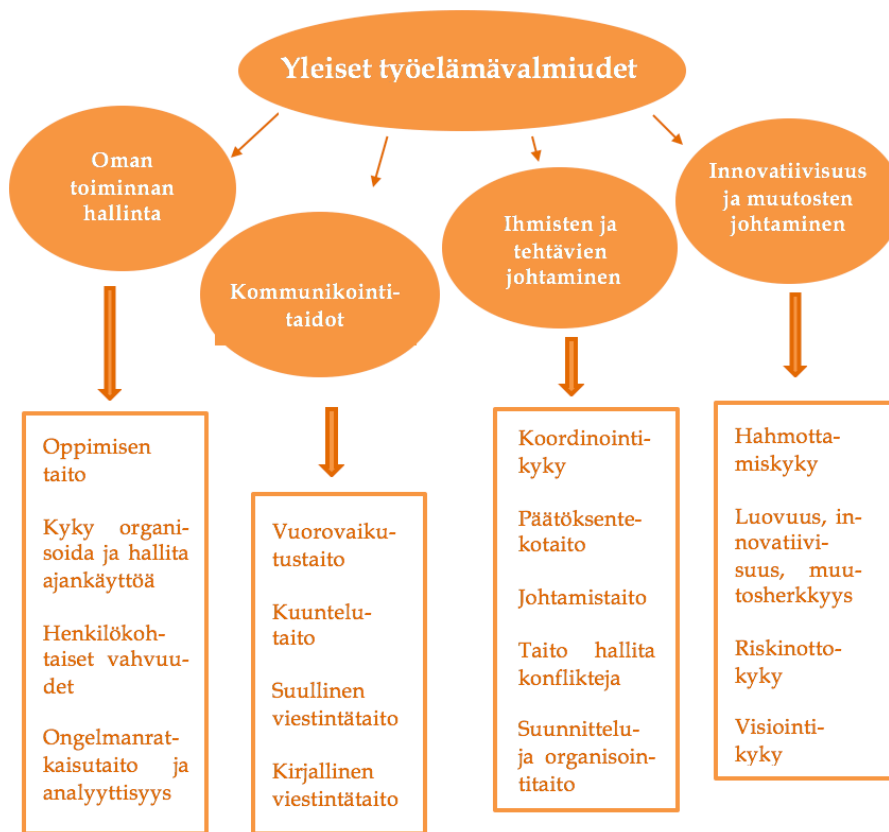 Yleiset työelämävalmiudet
Oman
toiminnan
hallinta
Kommunikointi-
taidot
Ihmisten ja
tehtävien
johtaminen
Innovatiivisuus
ja muutosten
johtaminen
Oppimisen
taito
Kyky organi-
soida ja hallita
ajankäyttöä
Henkilökoh-
taiset vahvuu-
det
Ongelmanrat-
kaisutaito ja
analyyttisyys
Vuorovaiku-
tustaito
Kuuntelu-
taito
Suullinen
viestintätaito
Kirjallinen
viestintätaito
Koordinointi-
kyky
Päätöksente-
kotaito
Johtamistaito
Taito hallita
konflikteja
Suunnittelu-
ja organisoin-
titaito
Hahmotta-
miskyky
Luovuus, in-
novatiivi-
suus, muu-
tosherkkyys
Riskinotto-
kyky
Visiointi-
kyky